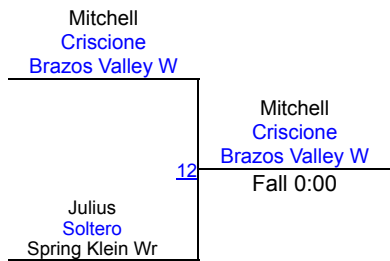 Mitchell
Criscione
Brazos Valley W
Mitchell
Criscione
Brazos Valley W
12
Fall 0:00
Julius
Soltero
Spring Klein Wr